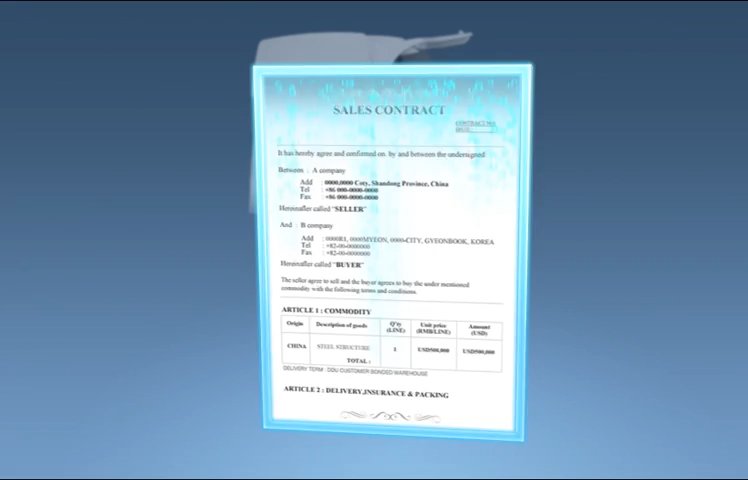 SALES CONTRACT
CONTRACT NO.
DATE :
It has hereby agree and confirmed on by and between the undersigned
Between : A company
Add : 0000,0000 Coty, Shandong Province, China
Tel : +86 000-0000-0000
Fax : +86 000-0000-0000
Hereinafter called "SELLER"
And : B company
Add : 0000RI, 0000MYEON, 0000-CITY, GYEONBOOK, KOREA
Tel : +82-00-0000000
Fax : +82-00-0000000
Hereinafter called "BUYER"
The seller agree to sell and the buyer agrees to buy the under mentioned
commodity with the following terms and conditions.
ARTICLE 1 : COMMODITY
Origin Description of goods Q'ty (LINE) Unit price (RMB/LINE) Amount (USD)
CHINA STEEL STRUCTURE 1 USD500,000 USD500,000
TOTAL :
DELIVERY TERM : DDU CUSTOMER BONDED WAREHOUSE
ARTICLE 2 : DELIVERY,INSURANCE & PACKING